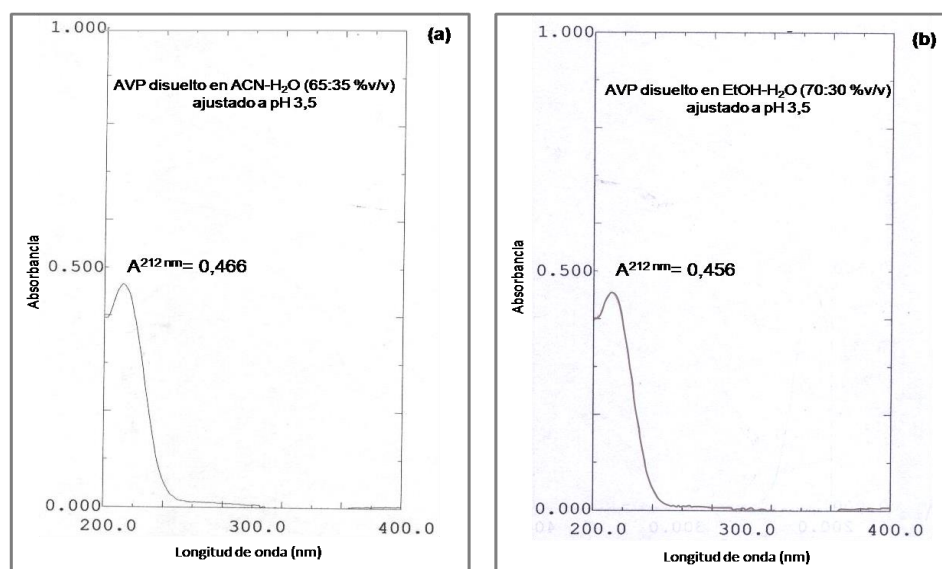 1.000
(a)
AVP disuelto en ACN-H₂O (65:35 %v/v)
ajustado a pH 3,5
Absorbancia
0.500
A²¹² ⁿᵐ= 0,466
0.000
200.0
300.0
400.0
Longitud de onda (nm)
1.000
(b)
AVP disuelto en EtOH-H₂O (70:30 %v/v)
ajustado a pH 3,5
Absorbancia
0.500
A²¹² ⁿᵐ= 0,456
0.000
200.0
300.0
400.0
Longitud de onda (nm)